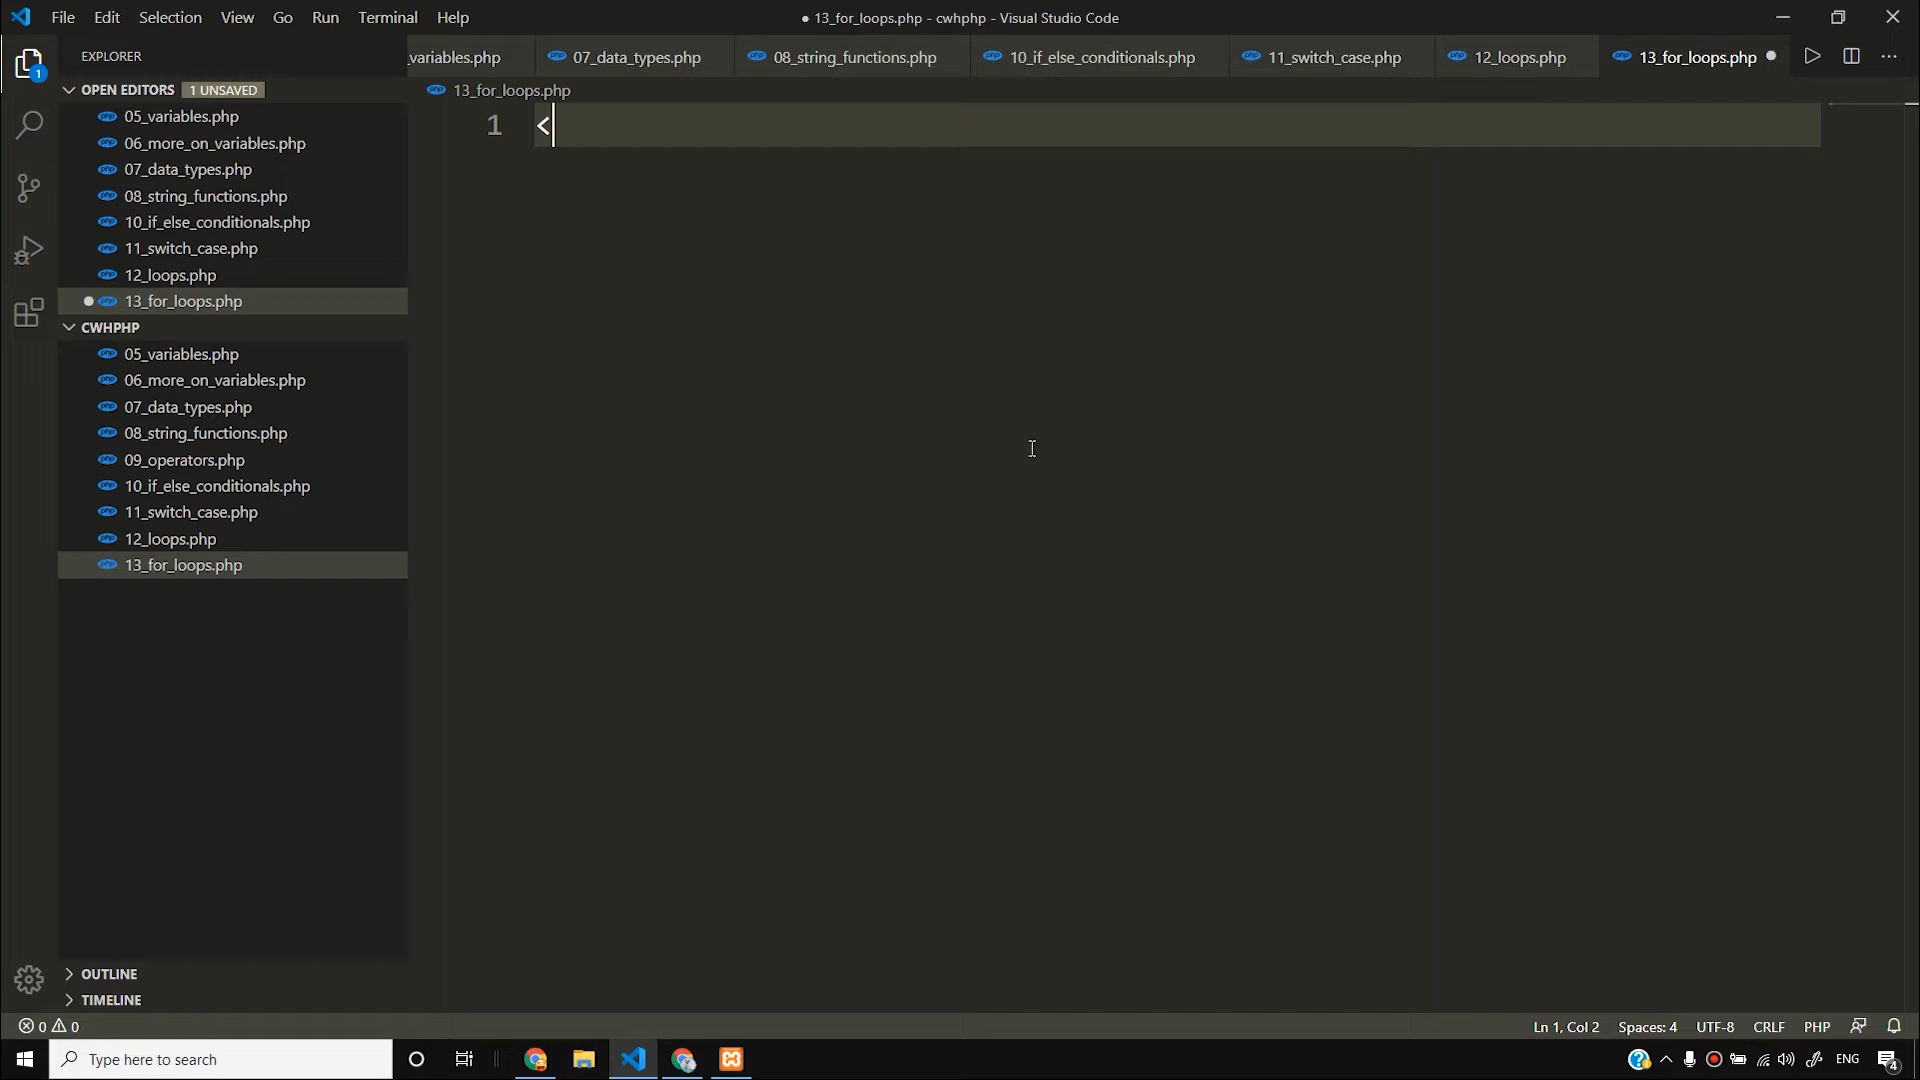 File Edit Selection View Go Run Terminal Help
● 13_for_loops.php - cwhphp - Visual Studio Code
EXPLORER
variables.php
07_data_types.php
08_string_functions.php
10_if_else_conditionals.php
11_switch_case.php
12_loops.php
13_for_loops.php
OPEN EDITORS 1 UNSAVED
05_variables.php
06_more_on_variables.php
07_data_types.php
08_string_functions.php
10_if_else_conditionals.php
11_switch_case.php
12_loops.php
13_for_loops.php
CWHPHP
05_variables.php
06_more_on_variables.php
07_data_types.php
08_string_functions.php
09_operators.php
10_if_else_conditionals.php
11_switch_case.php
12_loops.php
13_for_loops.php
OUTLINE
TIMELINE
13_for_loops.php
1 <
0 0
Ln 1, Col 2 Spaces: 4 UTF-8 CRLF PHP
Type here to search
ENG
4
1